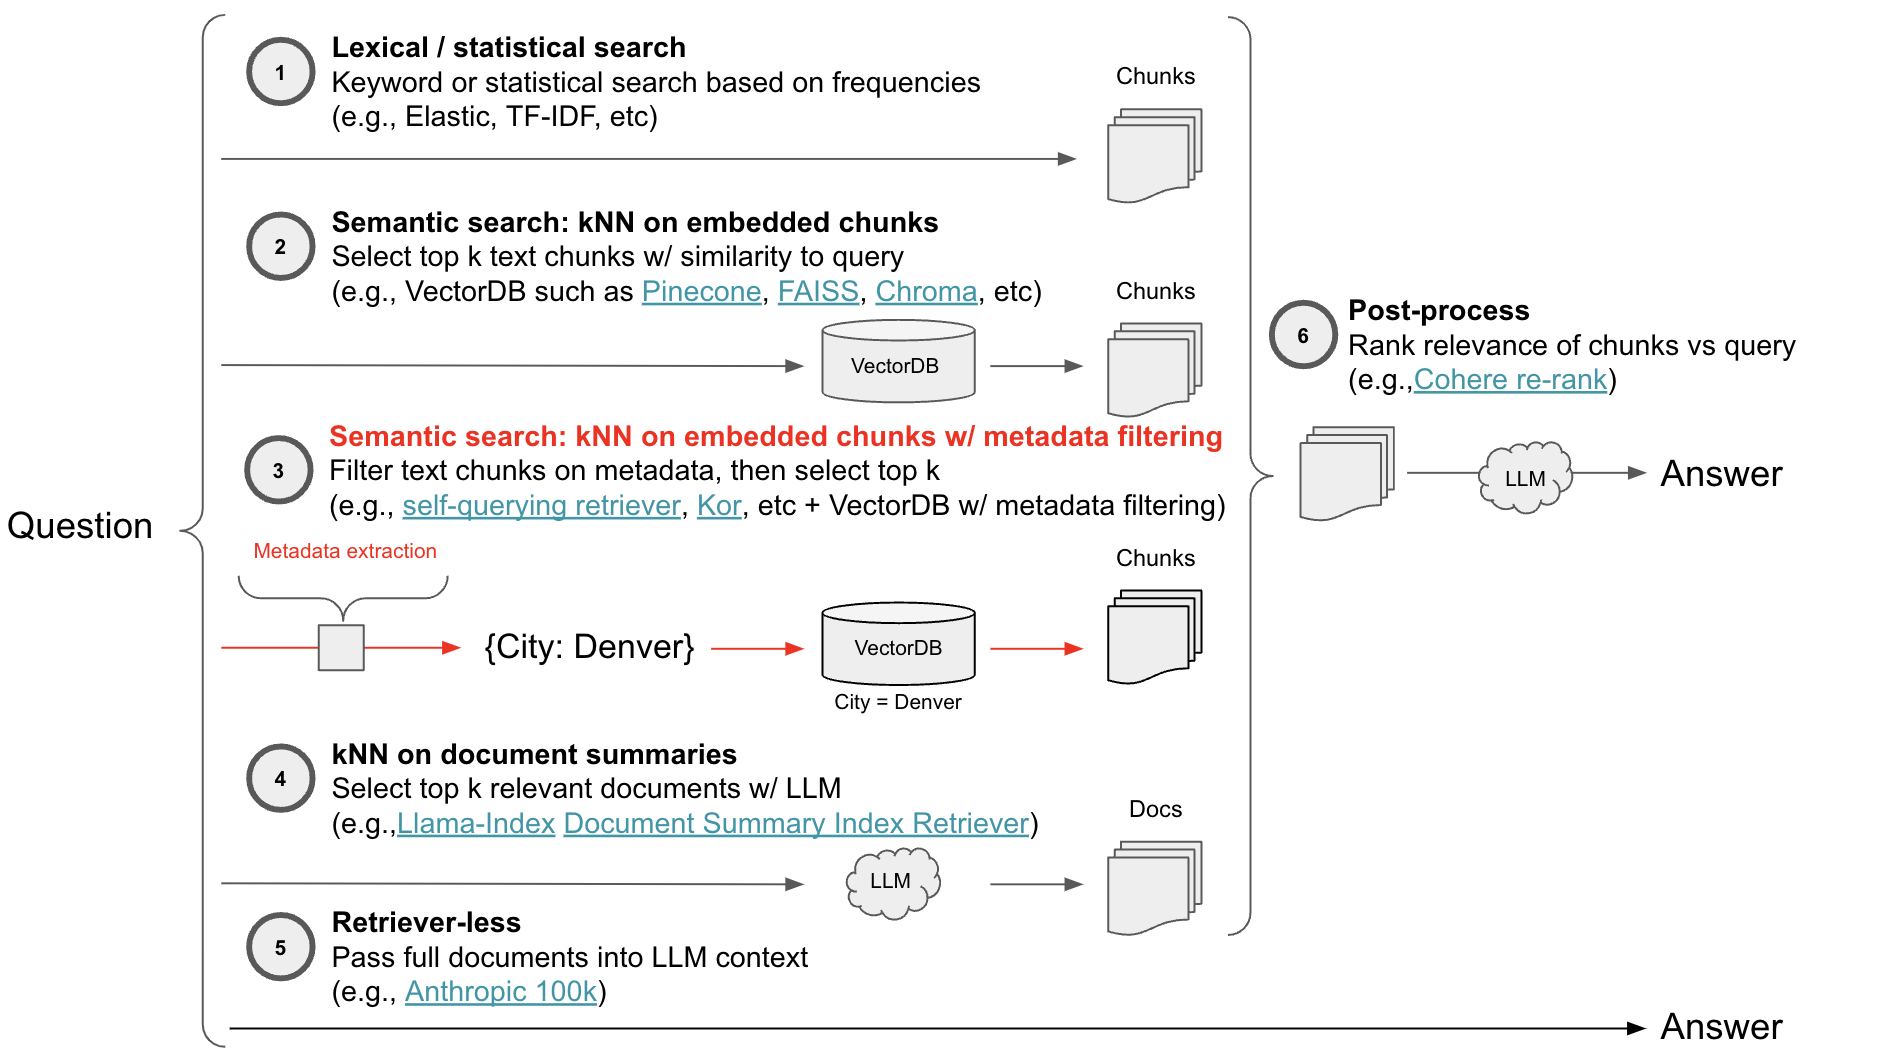 Question
1
Lexical / statistical search
Keyword or statistical search based on frequencies
(e.g., Elastic, TF-IDF, etc)
Chunks
2
Semantic search: kNN on embedded chunks
Select top k text chunks w/ similarity to query
(e.g., VectorDB such as Pinecone, FAISS, Chroma, etc)
VectorDB
Chunks
3
Semantic search: kNN on embedded chunks w/ metadata filtering
Filter text chunks on metadata, then select top k
(e.g., self-querying retriever, Kor, etc + VectorDB w/ metadata filtering)
Metadata extraction
{City: Denver}
VectorDB
City = Denver
Chunks
4
kNN on document summaries
Select top k relevant documents w/ LLM
(e.g.,Llama-Index Document Summary Index Retriever)
LLM
Docs
5
Retriever-less
Pass full documents into LLM context
(e.g., Anthropic 100k)
Answer
6
Post-process
Rank relevance of chunks vs query
(e.g.,Cohere re-rank)
LLM
Answer